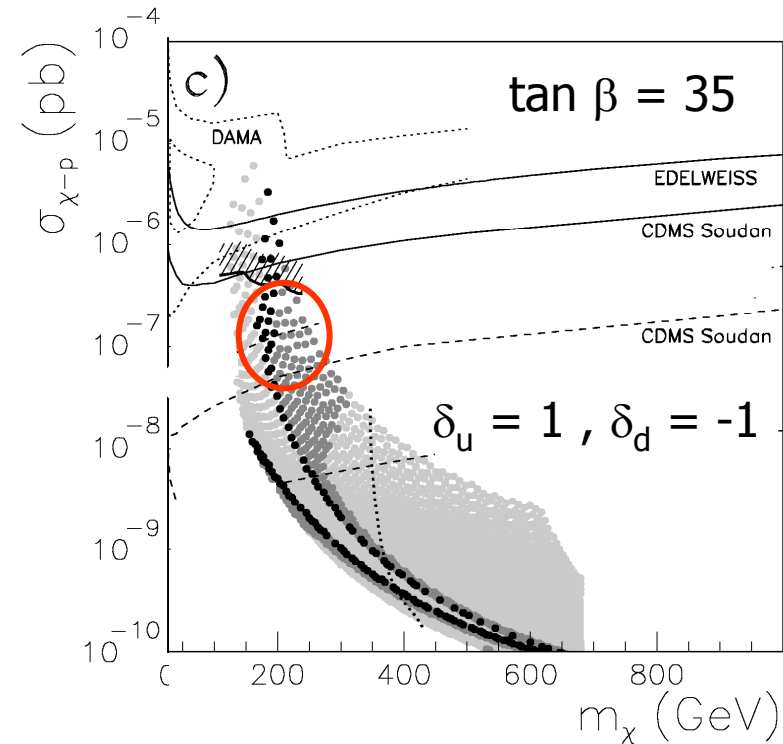 c)
tan β = 35
DAMA
EDELWEISS
CDMS Soudan
CDMS Soudan
δu = 1 , δd = -1
σχ-p (pb)
10⁻⁴
10⁻⁵
10⁻⁶
10⁻⁷
10⁻⁸
10⁻⁹
10⁻¹⁰
0 200 400 600 800
mχ (GeV)